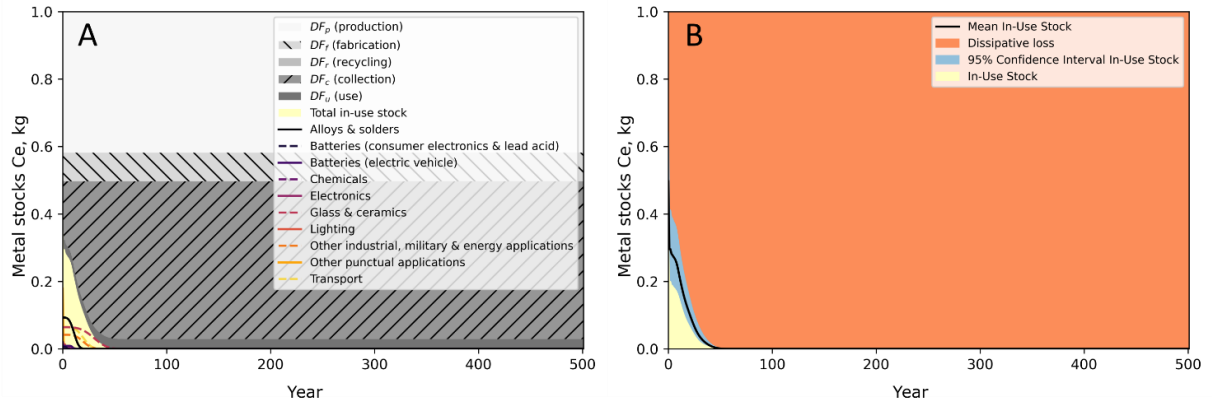 A
DFp (production)
DFf (fabrication)
DFr (recycling)
DFc (collection)
DFu (use)
Total in-use stock
Alloys & solders
Batteries (consumer electronics & lead acid)
Batteries (electric vehicle)
Chemicals
Electronics
Glass & ceramics
Lighting
Other industrial, military & energy applications
Other punctual applications
Transport
Metal stocks Ce, kg
1.0
0.8
0.6
0.4
0.2
0.0
0 100 200 300 400 500
Year
B
Mean In-Use Stock
Dissipative loss
95% Confidence Interval In-Use Stock
In-Use Stock
Metal stocks Ce, kg
1.0
0.8
0.6
0.4
0.2
0.0
0 100 200 300 400 500
Year